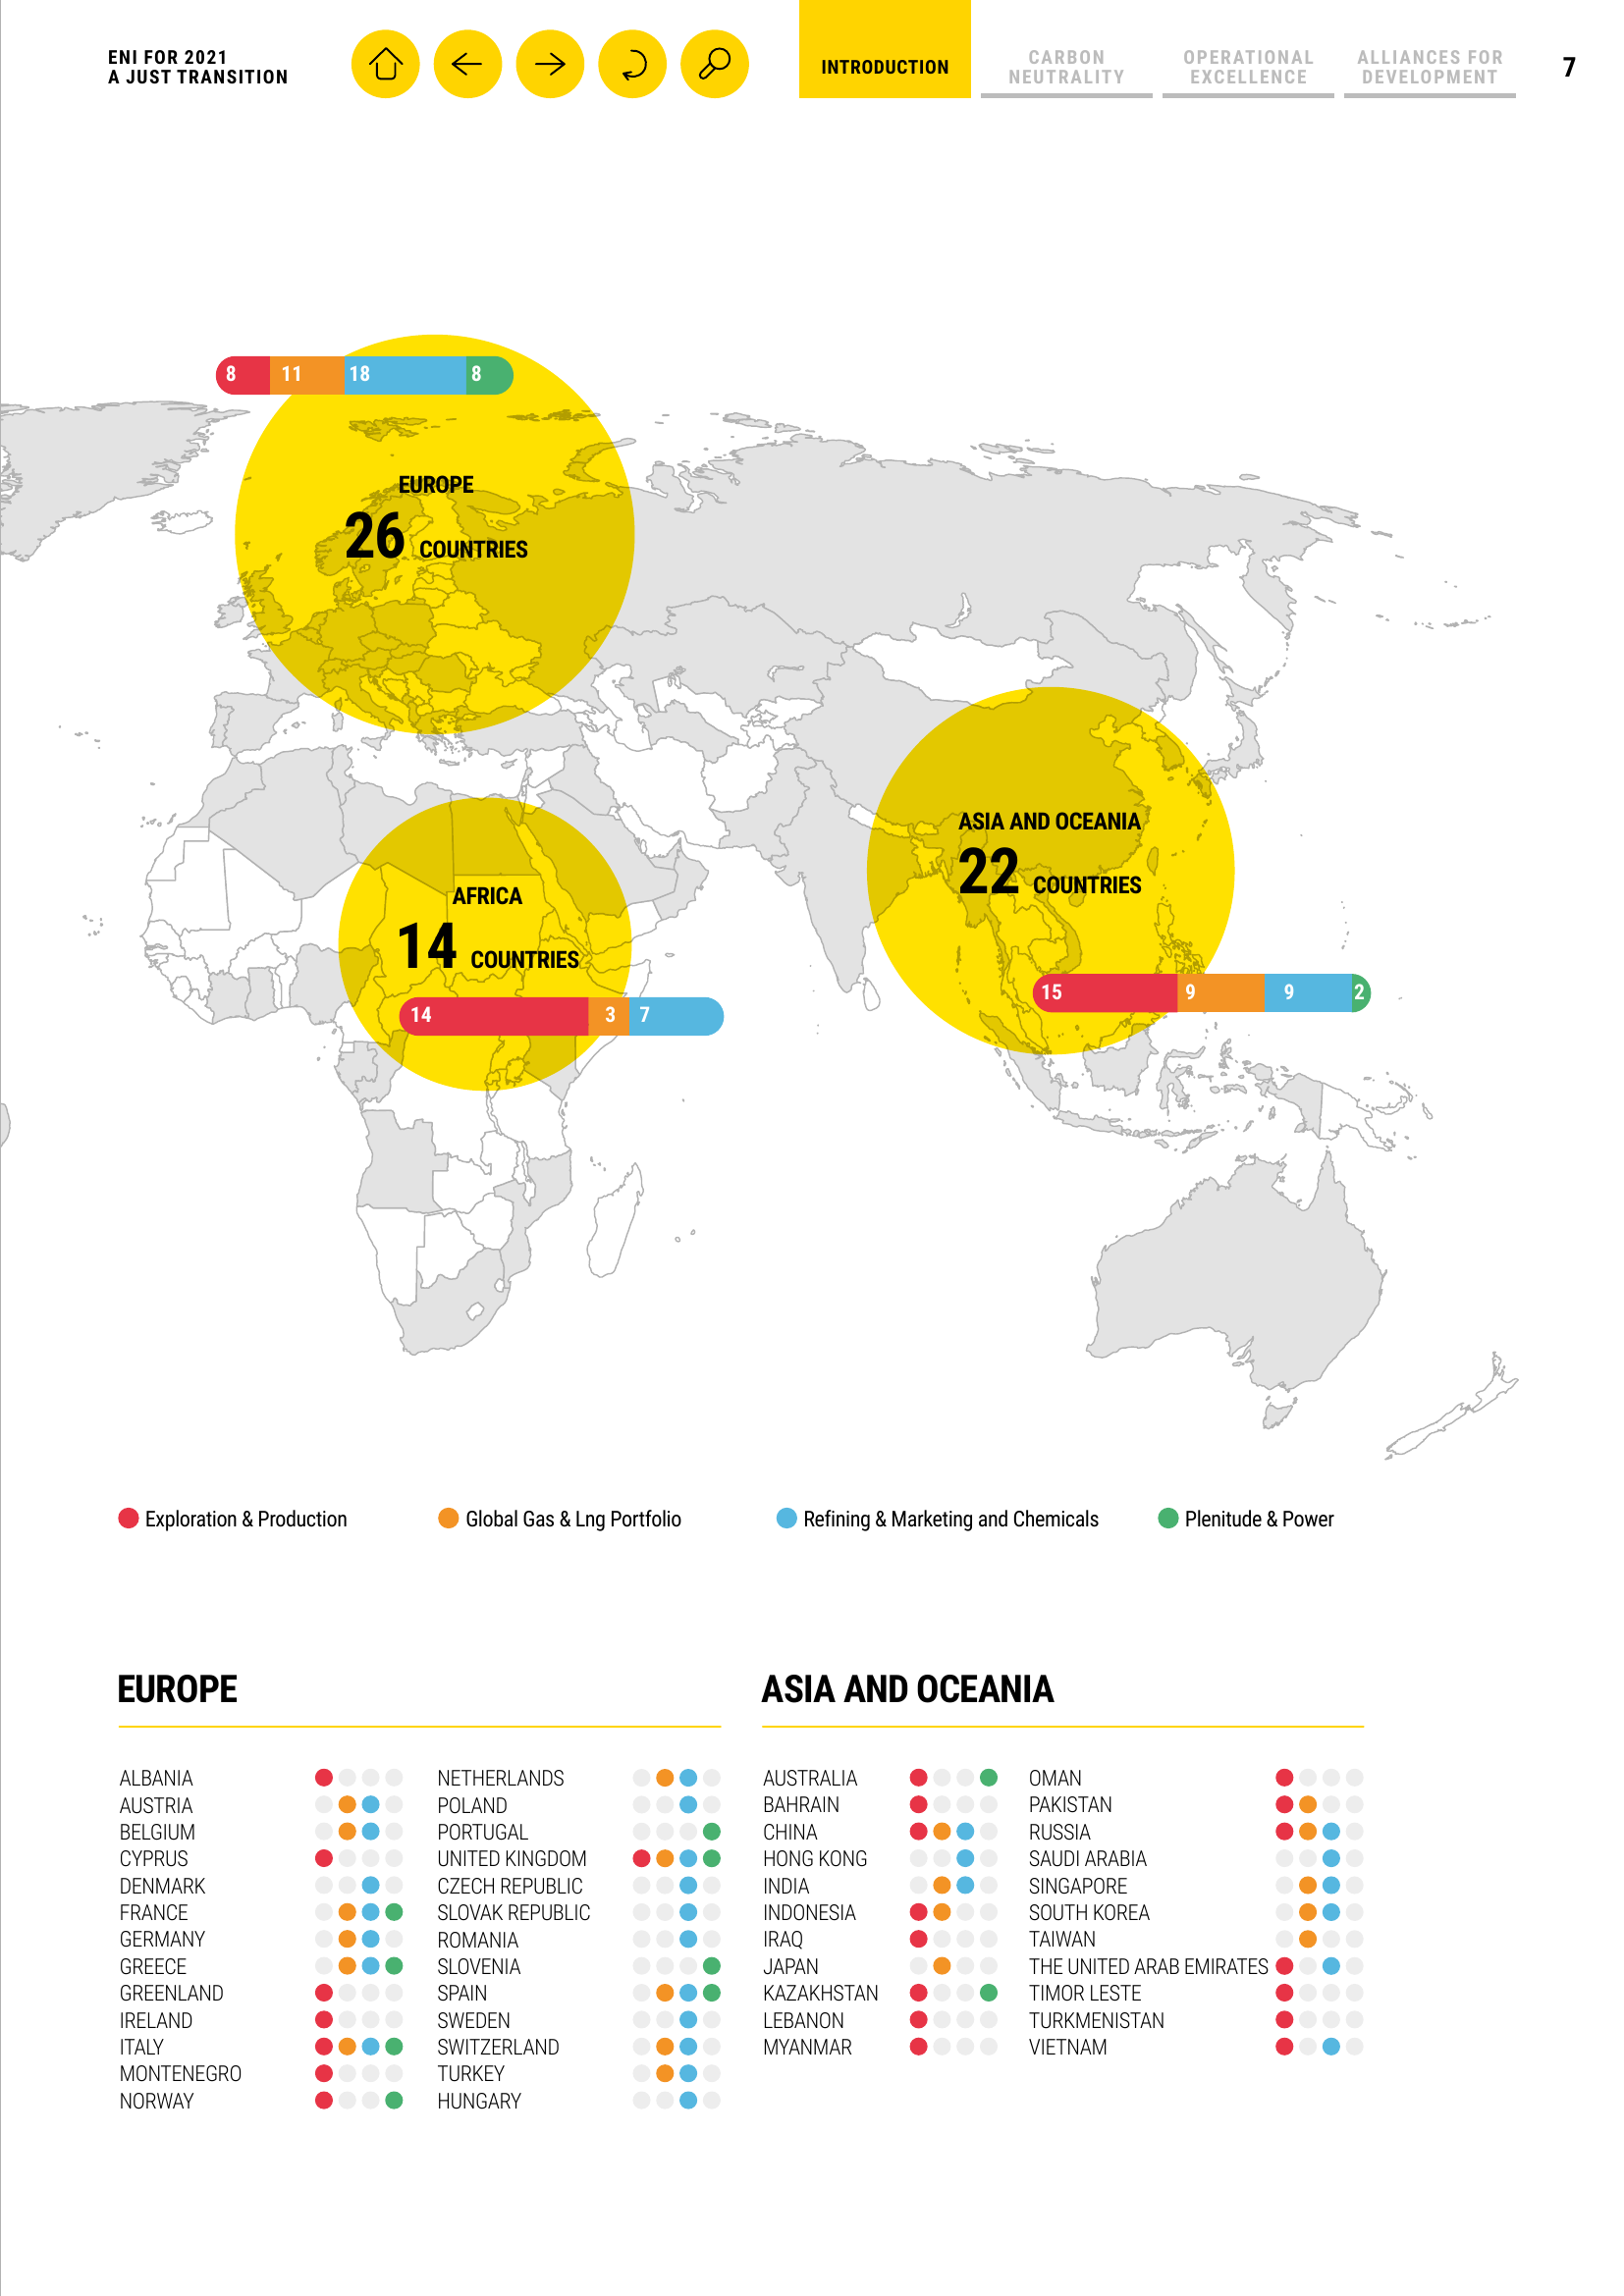 ENI FOR 2021
A JUST TRANSITION
INTRODUCTION
CARBON
NEUTRALITY
OPERATIONAL
EXCELLENCE
ALLIANCES FOR
DEVELOPMENT
7
8 11 18 8
EUROPE
26 COUNTRIES
ASIA AND OCEANIA
22 COUNTRIES
15 9 9 2
AFRICA
14 COUNTRIES
14 3 7
Exploration & Production
Global Gas & Lng Portfolio
Refining & Marketing and Chemicals
Plenitude & Power
EUROPE
ALBANIA
AUSTRIA
BELGIUM
CYPRUS
DENMARK
FRANCE
GERMANY
GREECE
GREENLAND
IRELAND
ITALY
MONTENEGRO
NORWAY
NETHERLANDS
POLAND
PORTUGAL
UNITED KINGDOM
CZECH REPUBLIC
SLOVAK REPUBLIC
ROMANIA
SLOVENIA
SPAIN
SWEDEN
SWITZERLAND
TURKEY
HUNGARY
ASIA AND OCEANIA
AUSTRALIA
BAHRAIN
CHINA
HONG KONG
INDIA
INDONESIA
IRAQ
JAPAN
KAZAKHSTAN
LEBANON
MYANMAR
OMAN
PAKISTAN
RUSSIA
SAUDI ARABIA
SINGAPORE
SOUTH KOREA
TAIWAN
THE UNITED ARAB EMIRATES
TIMOR LESTE
TURKMENISTAN
VIETNAM